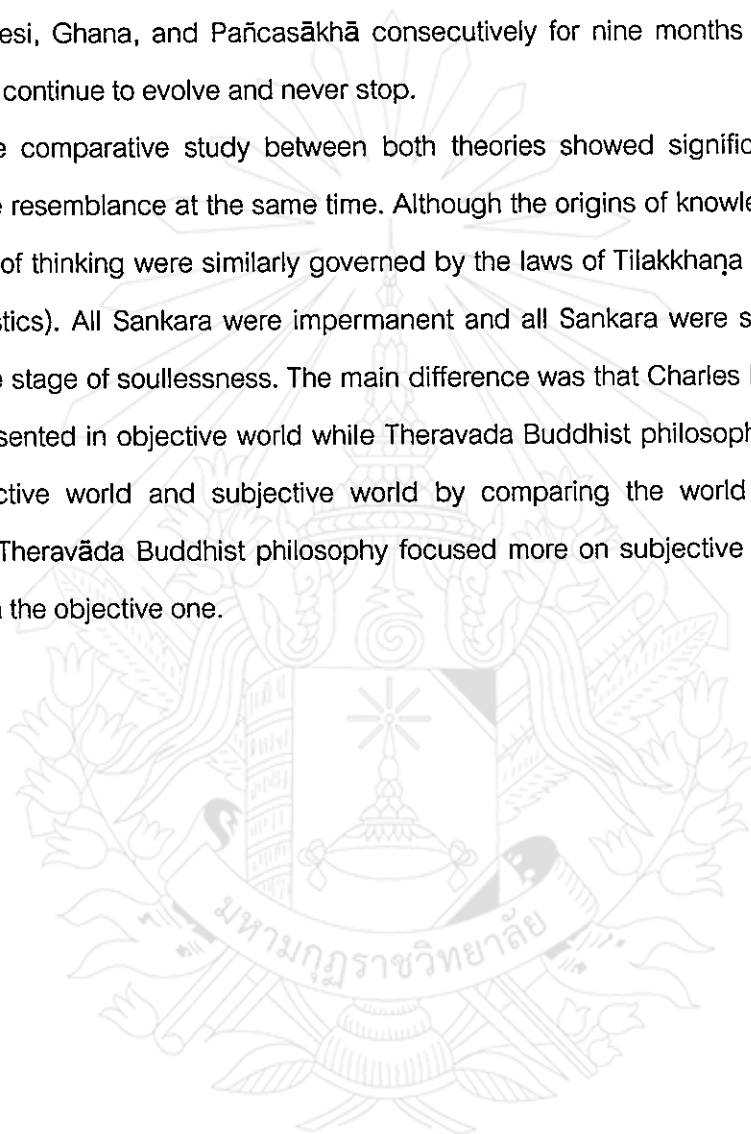 esi, Ghana, and Pañcasākhā consecutively for nine months
continue to evolve and never stop.
e comparative study between both theories showed signific
e resemblance at the same time. Although the origins of knowle
of thinking were similarly governed by the laws of Tilakkhaṇa
stics). All Sankara were impermanent and all Sankara were s
e stage of soullessness. The main difference was that Charles
sented in objective world while Theravada Buddhist philosoph
ctive world and subjective world by comparing the world
Theravāda Buddhist philosophy focused more on subjective
the objective one.
มหามกุฏราชวิทยาลัย